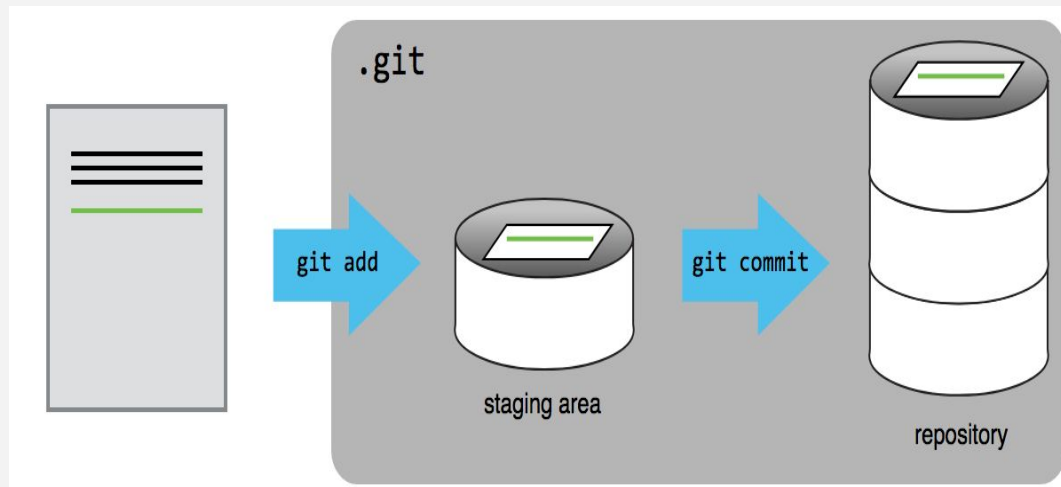 .git
git add
git commit
staging area
repository